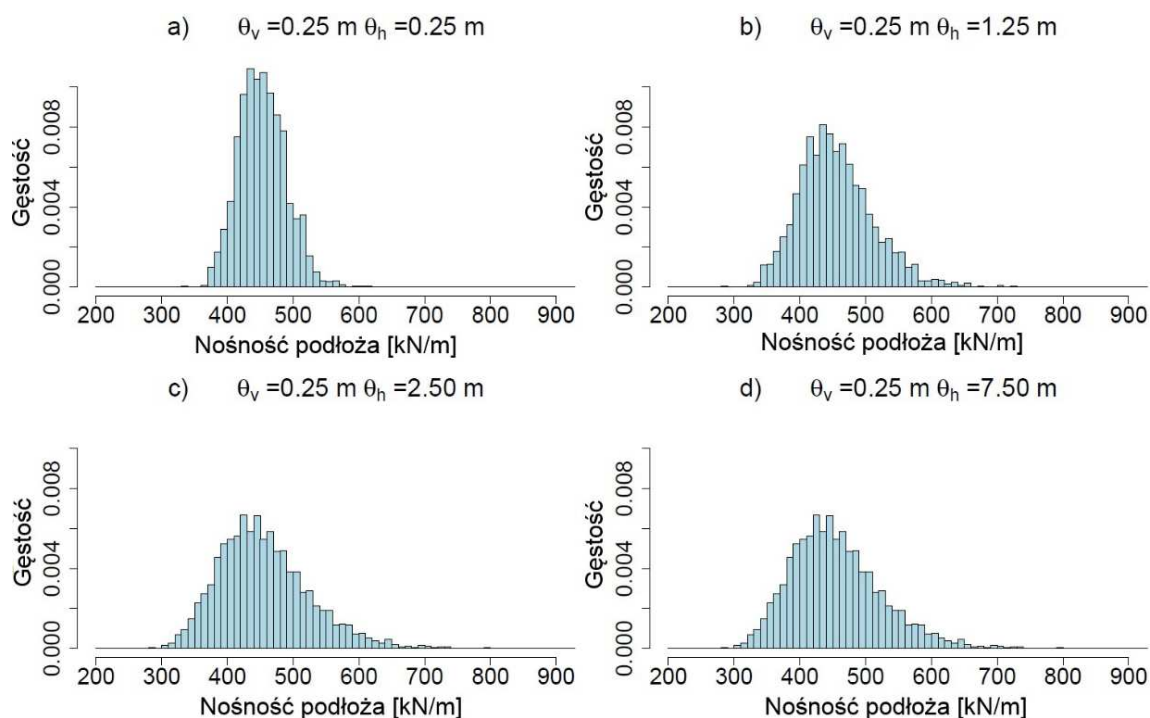 a) θv =0.25 m θh =0.25 m
b) θv =0.25 m θh =1.25 m
Gęstość
0.000 0.004 0.008
200 300 400 500 600 700 800 900
Nośność podłoża [kN/m]
Gęstość
0.000 0.004 0.008
200 300 400 500 600 700 800 900
Nośność podłoża [kN/m]
c) θv =0.25 m θh =2.50 m
d) θv =0.25 m θh =7.50 m
Gęstość
0.000 0.004 0.008
200 300 400 500 600 700 800 900
Nośność podłoża [kN/m]
Gęstość
0.000 0.004 0.008
200 300 400 500 600 700 800 900
Nośność podłoża [kN/m]